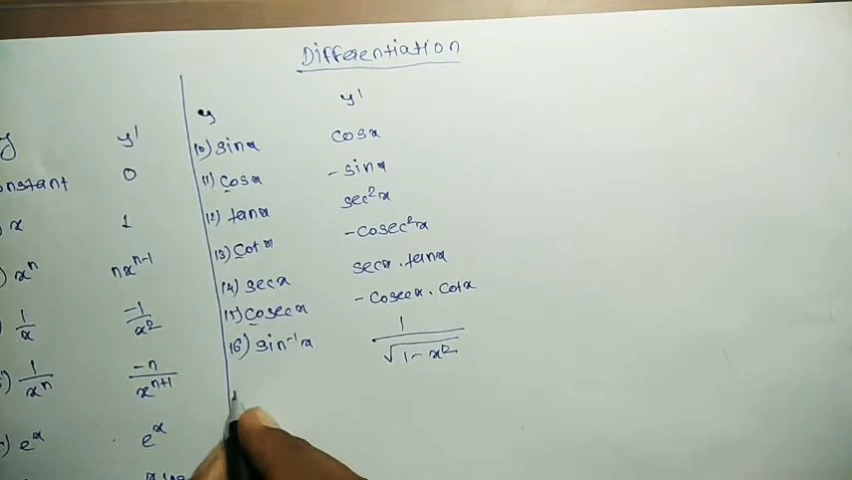 Differentiation
y y'
onstant 0
x 1
) xⁿ nxⁿ⁻¹
1/x -1/x²
) 1/xⁿ -n/xⁿ⁺¹
) eˣ eˣ
y y'
10) sinx cosx
11) cosx - sinx
12) tanx sec²x
13) cotx -cosec²x
14) secx secx . tanx
15) cosecx - cosecx . cotx
16) sin⁻¹x 1/√1-x²